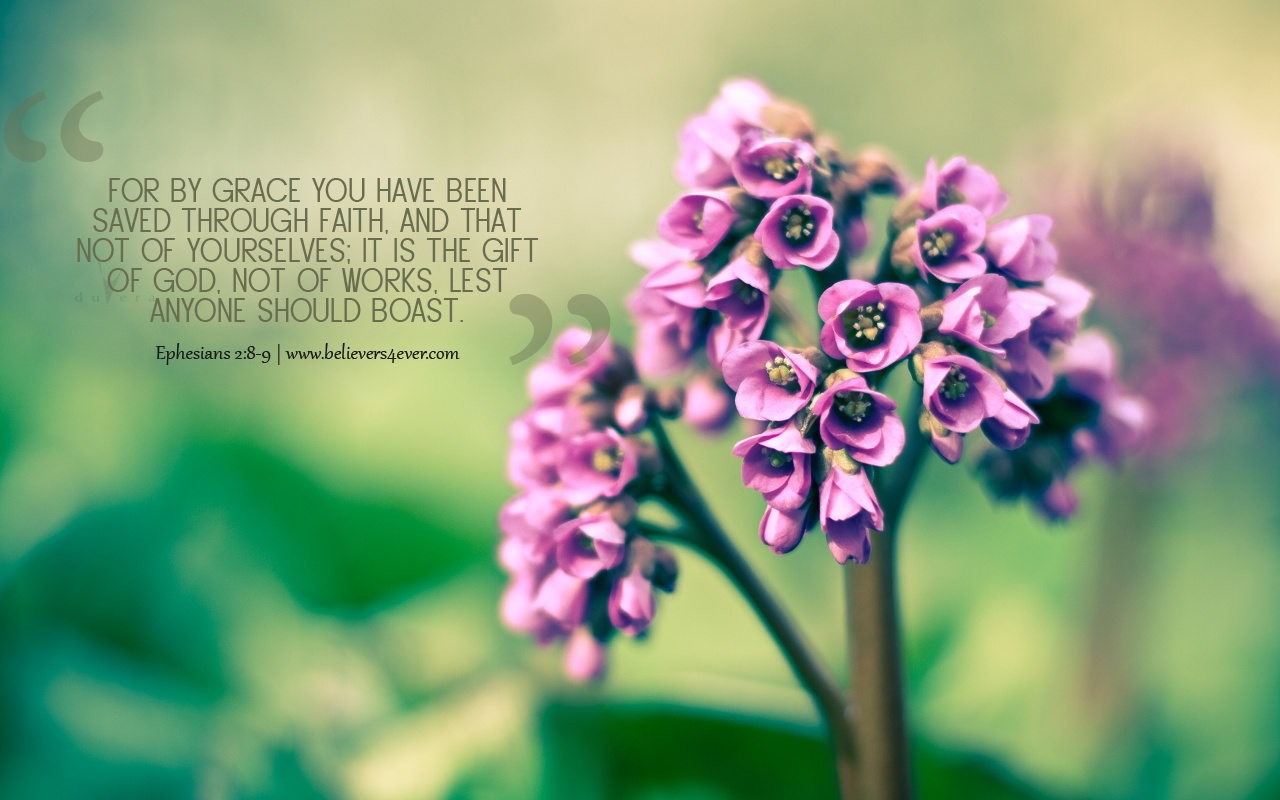 “
FOR BY GRACE YOU HAVE BEEN
SAVED THROUGH FAITH, AND THAT
NOT OF YOURSELVES; IT IS THE GIFT
OF GOD, NOT OF WORKS, LEST
ANYONE SHOULD BOAST.
”
Ephesians 2:8-9 | www.believers4ever.com